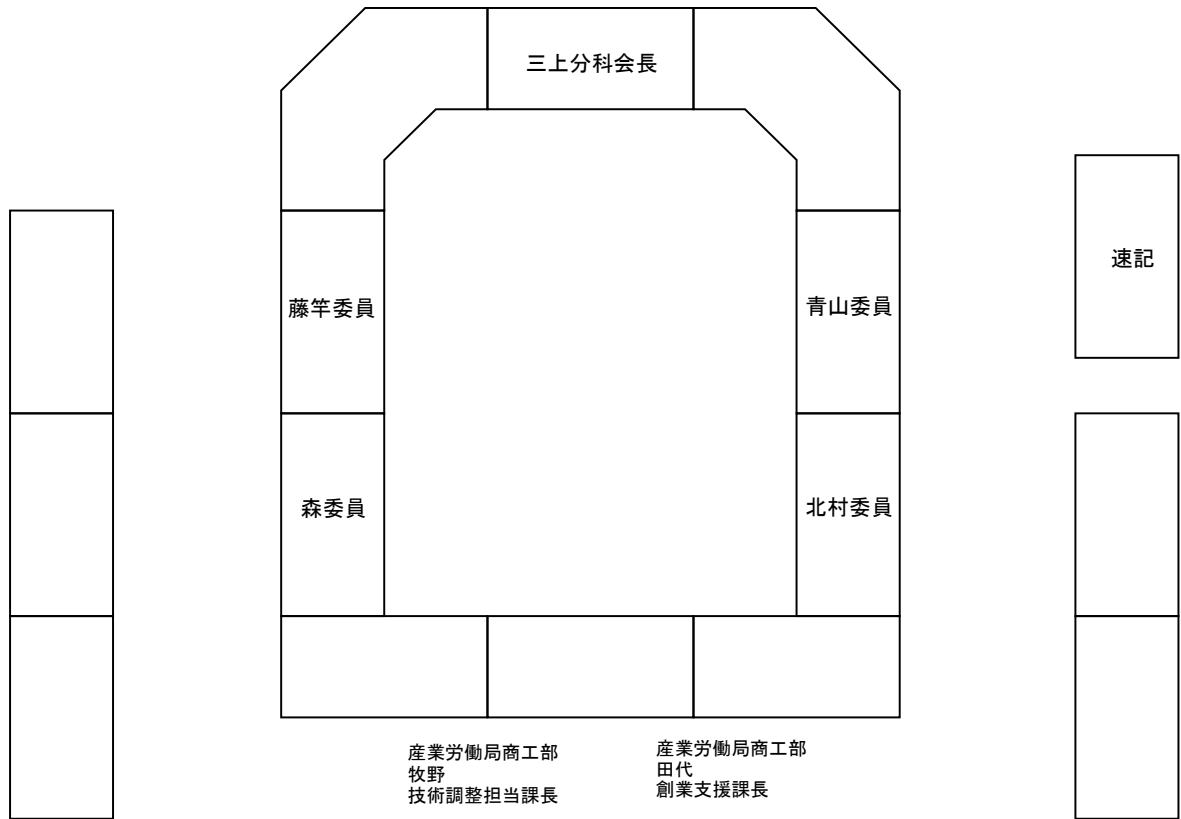 三上分科会長
速記
藤竿委員
青山委員
森委員
北村委員
産業労働局商工部
牧野
技術調整担当課長
産業労働局商工部
田代
創業支援課長